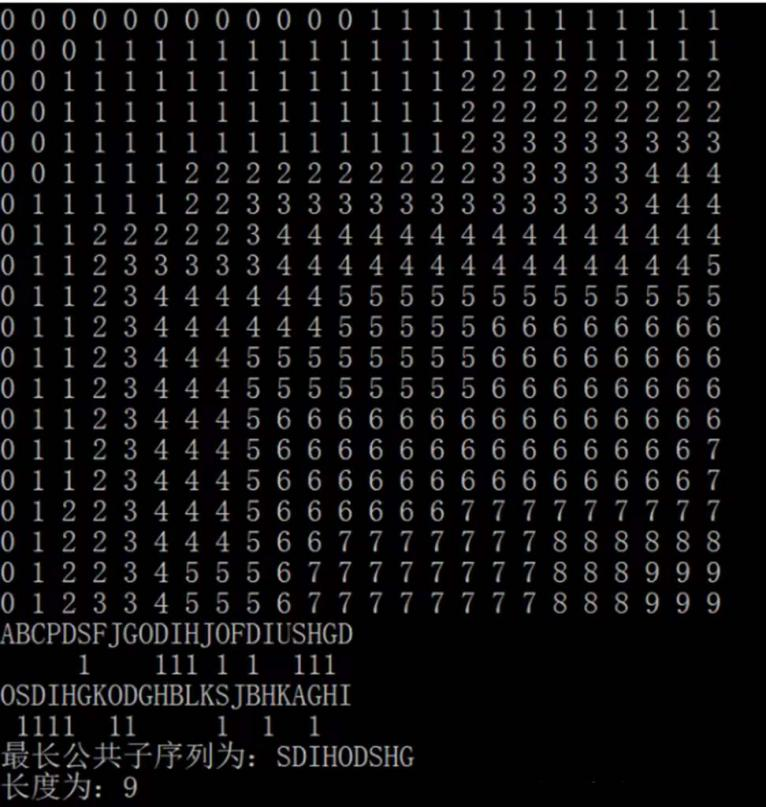 0 0 0 0 0 0 0 0 0 0 0 0 1 1 1 1 1 1 1 1 1 1 1 1
0 0 0 1 1 1 1 1 1 1 1 1 1 1 1 1 1 1 1 1 1 1 1 1
0 0 1 1 1 1 1 1 1 1 1 1 1 1 1 2 2 2 2 2 2 2 2 2
0 0 1 1 1 1 1 1 1 1 1 1 1 1 1 2 2 2 2 2 2 2 2 2
0 0 1 1 1 1 1 1 1 1 1 1 1 1 1 2 3 3 3 3 3 3 3 3
0 0 1 1 1 1 2 2 2 2 2 2 2 2 2 2 3 3 3 3 3 4 4 4
0 1 1 1 1 1 2 2 3 3 3 3 3 3 3 3 3 3 3 3 3 4 4 4
0 1 1 2 2 2 2 2 3 4 4 4 4 4 4 4 4 4 4 4 4 4 4 4
0 1 1 2 3 3 3 3 3 4 4 4 4 4 4 4 4 4 4 4 4 4 4 5
0 1 1 2 3 4 4 4 4 4 4 5 5 5 5 5 5 5 5 5 5 5 5 5
0 1 1 2 3 4 4 4 4 4 4 5 5 5 5 5 6 6 6 6 6 6 6 6
0 1 1 2 3 4 4 4 5 5 5 5 5 5 5 5 6 6 6 6 6 6 6 6
0 1 1 2 3 4 4 4 5 5 5 5 5 5 5 5 6 6 6 6 6 6 6 6
0 1 1 2 3 4 4 4 5 6 6 6 6 6 6 6 6 6 6 6 6 6 6 6
0 1 1 2 3 4 4 4 5 6 6 6 6 6 6 6 6 6 6 6 6 6 6 7
0 1 1 2 3 4 4 4 5 6 6 6 6 6 6 6 6 6 6 6 6 6 6 7
0 1 2 2 3 4 4 4 5 6 6 6 6 6 6 7 7 7 7 7 7 7 7 7
0 1 2 2 3 4 4 4 5 6 6 7 7 7 7 7 7 7 8 8 8 8 8 8
0 1 2 2 3 4 5 5 5 6 7 7 7 7 7 7 7 7 8 8 8 9 9 9
0 1 2 3 3 4 5 5 5 6 7 7 7 7 7 7 7 7 8 8 8 9 9 9
ABCPDSFJGODIHJOFDIUSHGD
     1    111 1 1  111
OSDIHGKODGHBLKSJBHKAGHI
 1111  11     1  1  1
最长公共子序列为：SDIHODSHG
长度为：9